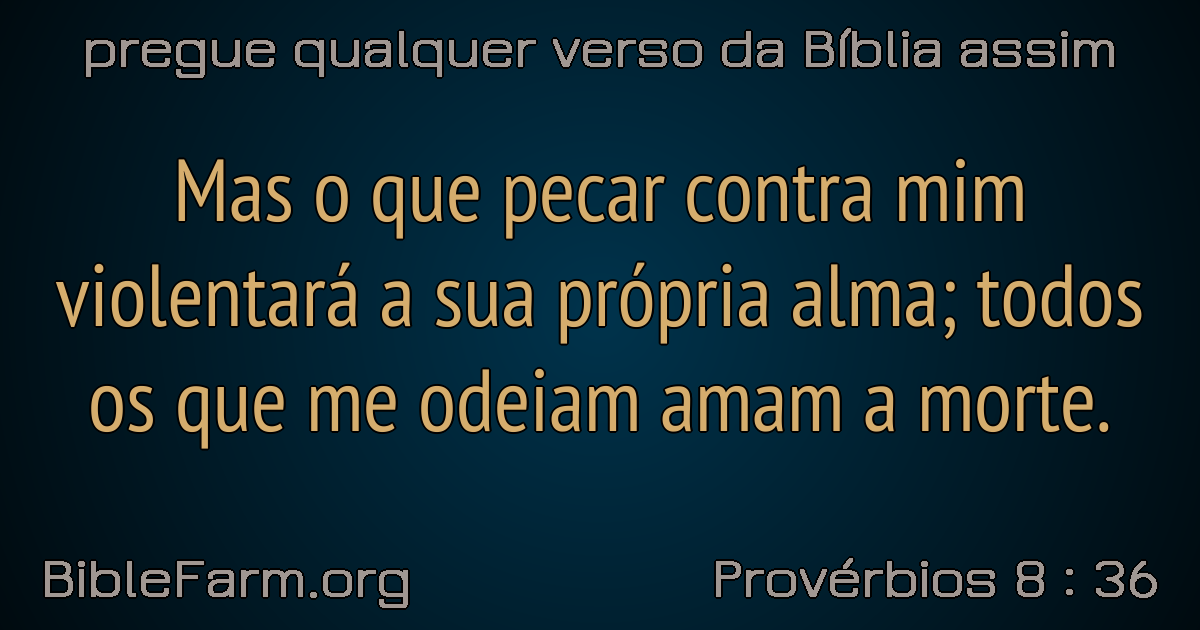 pregue qualquer verso da Bíblia assim
Mas o que pecar contra mim
violentará a sua própria alma; todos
os que me odeiam amam a morte.
BibleFarm.org
Provérbios 8 : 36